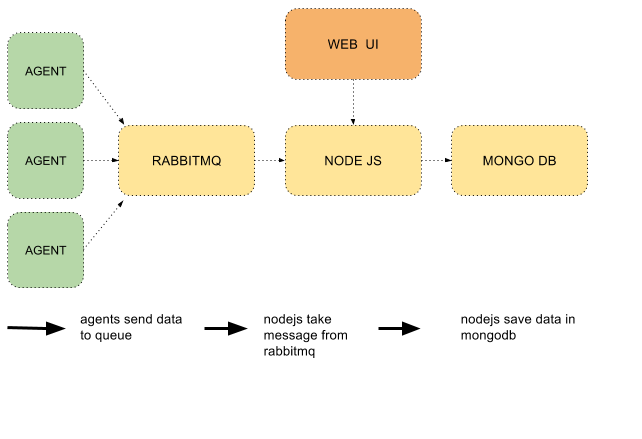 WEB UI
AGENT
AGENT
RABBITMQ
NODE JS
MONGO DB
AGENT
agents send data
to queue
nodejs take
message from
rabbitmq
nodejs save data in
mongodb